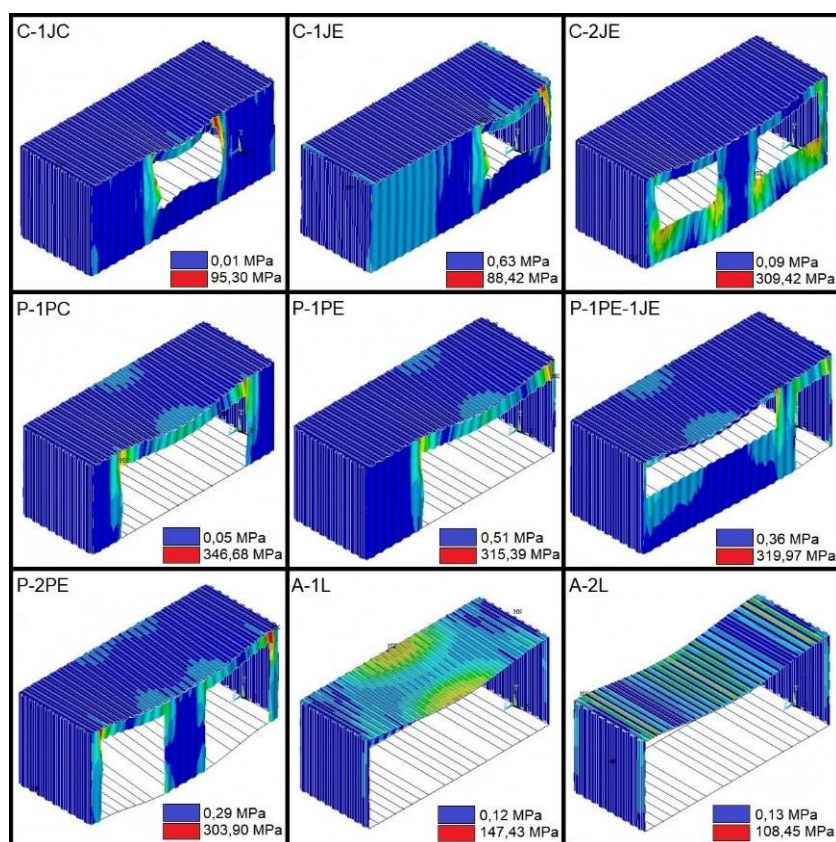 C-1JC
0,01 MPa
95,30 MPa
C-1JE
0,63 MPa
88,42 MPa
C-2JE
0,09 MPa
309,42 MPa
P-1PC
0,05 MPa
346,68 MPa
P-1PE
0,51 MPa
315,39 MPa
P-1PE-1JE
0,36 MPa
319,97 MPa
P-2PE
0,29 MPa
303,90 MPa
A-1L
0,12 MPa
147,43 MPa
A-2L
0,13 MPa
108,45 MPa